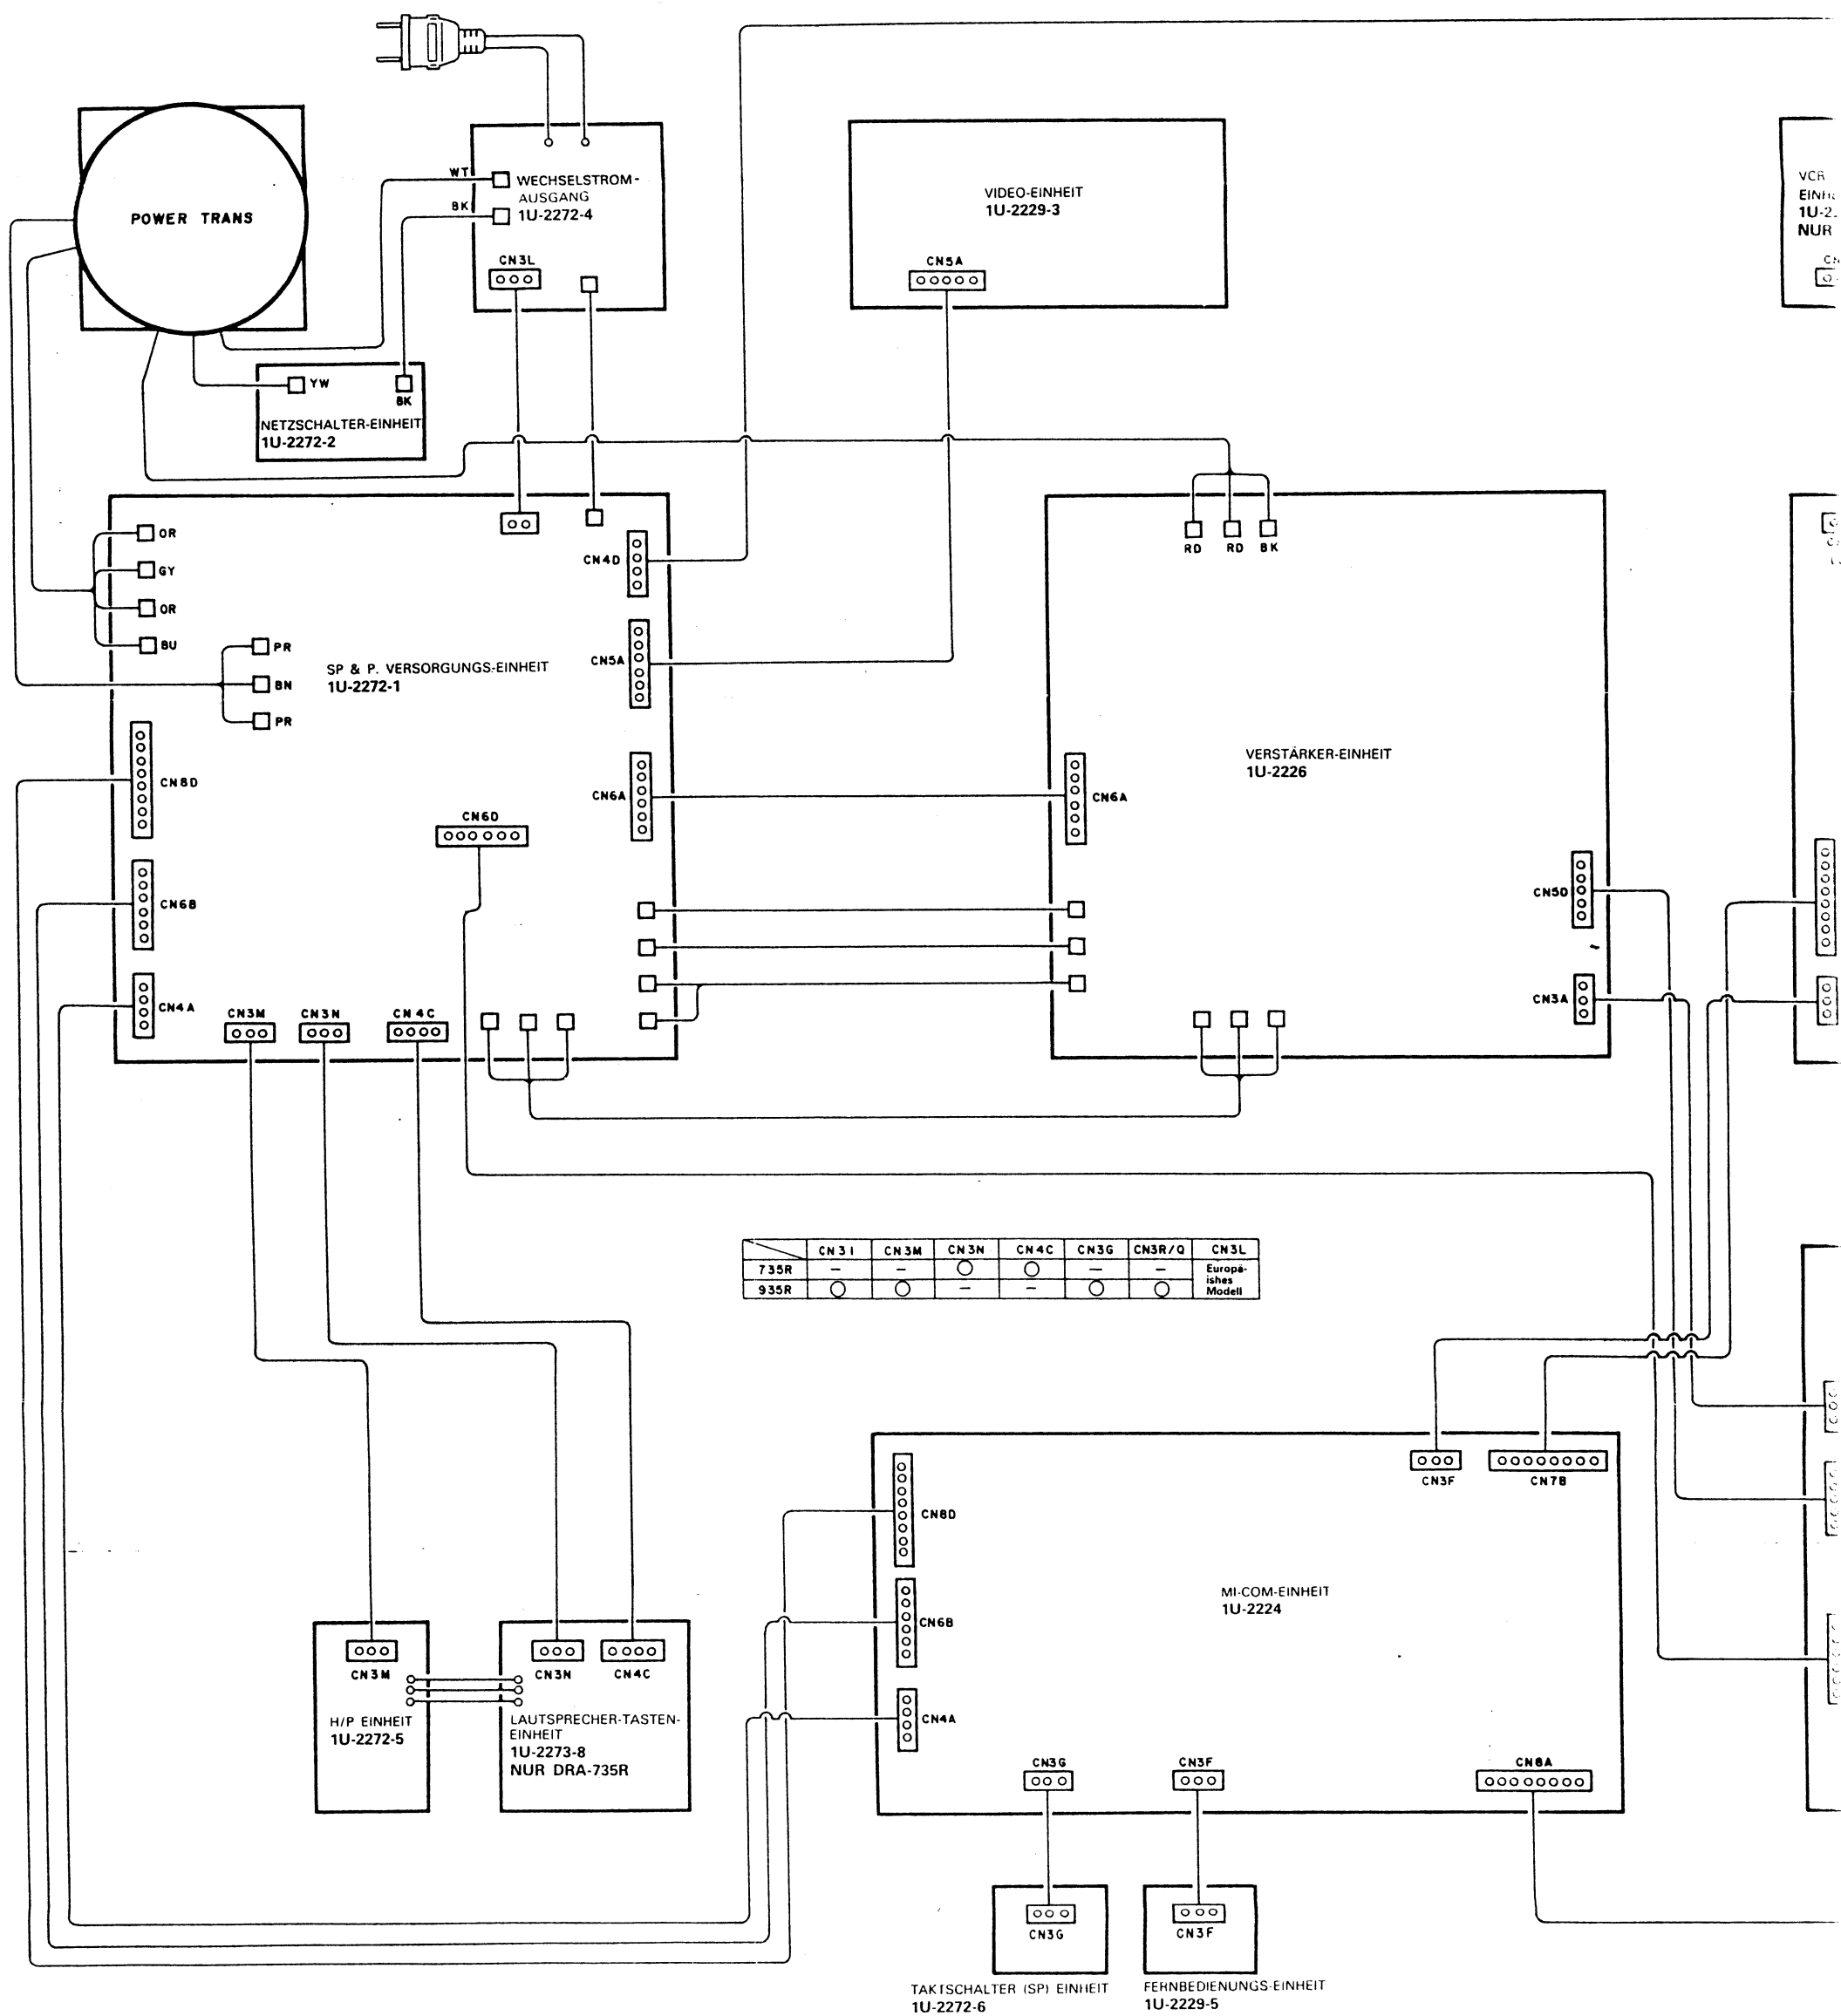 WT
WECHSELSTROM-
AUSGANG
1U-2272-4
BK
CN3L
POWER TRANS
VIDEO-EINHEIT
1U-2229-3
CN5A
VCR
NUR
YW
BK
NETZSCHALTER-EINHEIT
1U-2272-2
OR
GY
OR
BU
PR
BN
PR
CN4D
CN5A
SP & P. VERSORGUNGS-EINHEIT
1U-2272-1
RD RD BK
CN8D
CN6D
CN6A
CN6B
CN4A
CN3M
CN3N
CN4C
VERSTÄRKER-EINHEIT
1U-2226
CN6A
CN5D
CN3A
CN3I CN3M CN3N CN4C CN3G CN3R/Q CN3L
735R – – ○ ○ – – Europä-
ishes
Modell
935R ○ ○ – – ○ ○
CN3F
CN7B
CN8D
MI-COM-EINHEIT
1U-2224
CN6B
CN4A
CN3G
CN3F
CN8A
CN3M
H/P EINHEIT
1U-2272-5
CN3N
CN4C
LAUTSPRECHER-TASTEN-
EINHEIT
1U-2273-8
NUR DRA-735R
CN3G
TAKTSCHALTER (SP) EINHEIT
1U-2272-6
CN3F
FERNBEDIENUNGS-EINHEIT
1U-2229-5